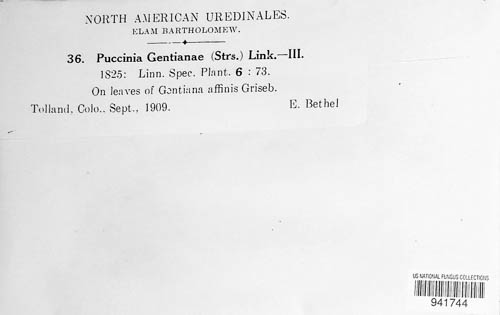 NORTH AMERICAN UREDINALES.
ELAM BARTHOLOMEW.
36. Puccinia Gentianae (Strs.) Link.—III.
1825: Linn. Spec. Plant. 6 : 73.
On leaves of Gentiana affinis Griseb.
Tolland, Colo.. Sept., 1909. E. Bethel
US NATIONAL FUNGUS COLLECTIONS
941744